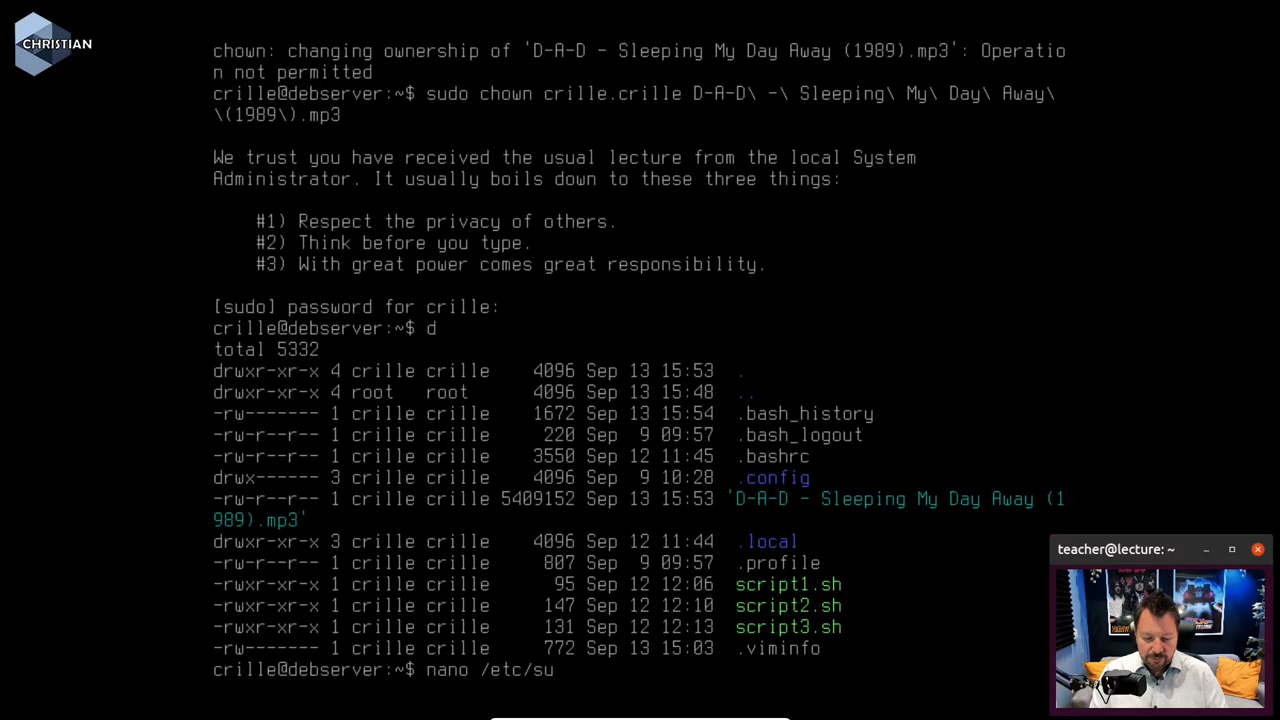 CHRISTIAN
chown: changing ownership of 'D-A-D - Sleeping My Day Away (1989).mp3': Operatio
n not permitted
crille@debserver:~$ sudo chown crille.crille D-A-D\ -\ Sleeping\ My\ Day\ Away\
\(1989\).mp3
We trust you have received the usual lecture from the local System
Administrator. It usually boils down to these three things:
#1) Respect the privacy of others.
#2) Think before you type.
#3) With great power comes great responsibility.
[sudo] password for crille:
crille@debserver:~$ d
total 5332
drwxr-xr-x 4 crille crille    4096 Sep 13 15:53  .
drwxr-xr-x 4 root   root      4096 Sep 13 15:48  ..
-rw------- 1 crille crille    1672 Sep 13 15:54  .bash_history
-rw-r--r-- 1 crille crille     220 Sep  9 09:57  .bash_logout
-rw-r--r-- 1 crille crille    3550 Sep 12 11:45  .bashrc
drwx------ 3 crille crille    4096 Sep  9 10:28  .config
-rw-r--r-- 1 crille crille 5409152 Sep 13 15:53 'D-A-D - Sleeping My Day Away (1
989).mp3'
drwxr-xr-x 3 crille crille    4096 Sep 12 11:44  .local
-rw-r--r-- 1 crille crille     807 Sep  9 09:57  .profile
-rwxr-xr-x 1 crille crille      95 Sep 12 12:06  script1.sh
-rwxr-xr-x 1 crille crille     147 Sep 12 12:10  script2.sh
-rwxr-xr-x 1 crille crille     131 Sep 12 12:13  script3.sh
-rw------- 1 crille crille     772 Sep 13 15:03  .viminfo
crille@debserver:~$ nano /etc/su
teacher@lecture: ~